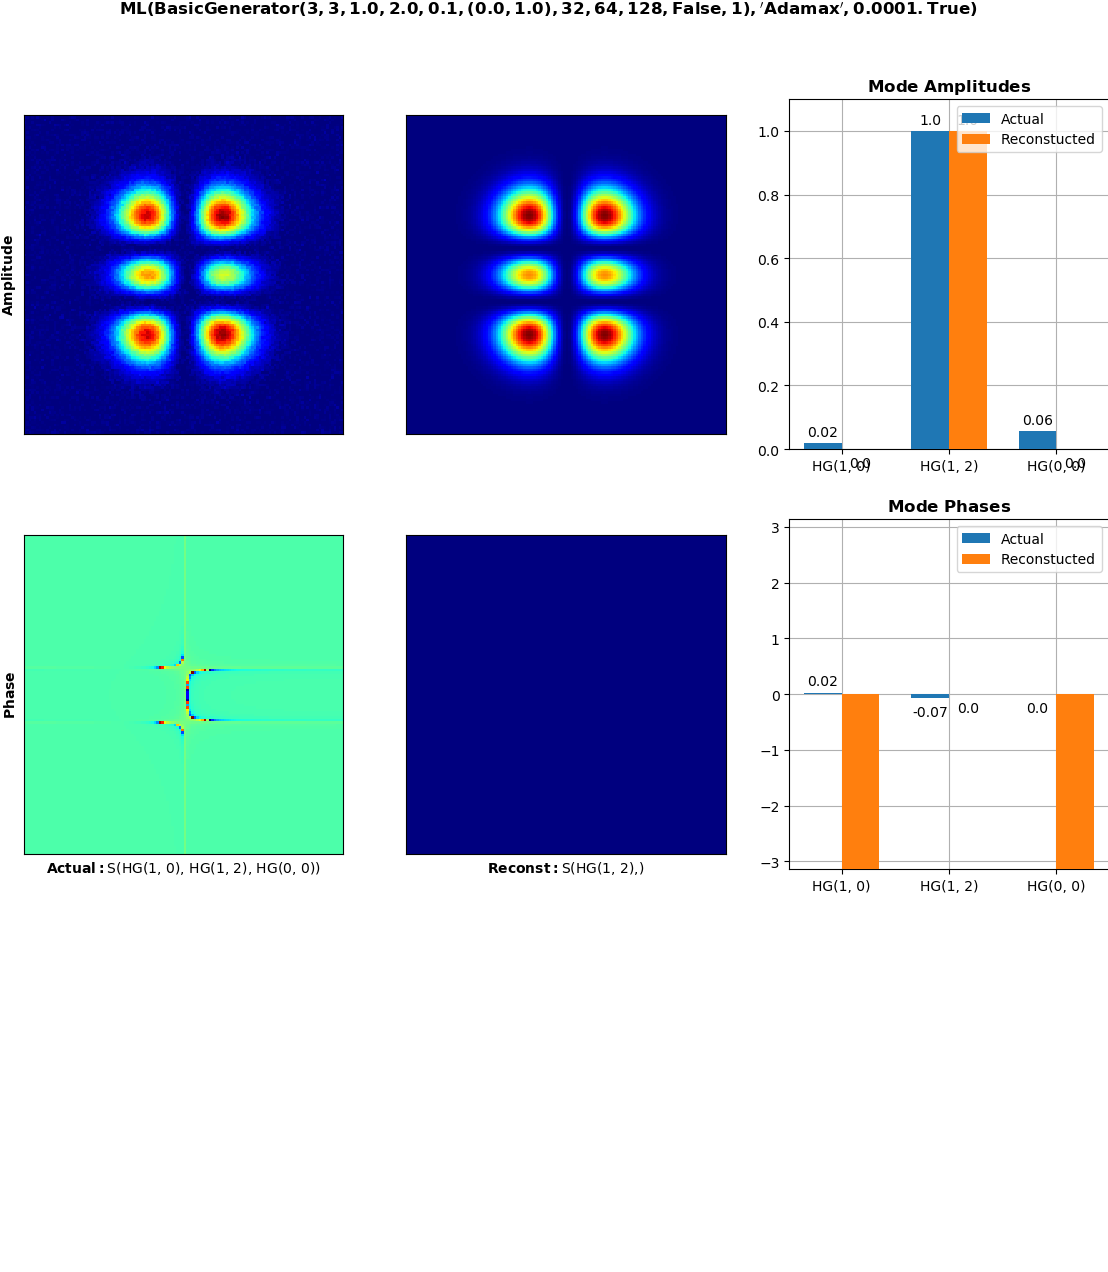 ML(BasicGenerator(3, 3, 1.0, 2.0, 0.1, (0.0, 1.0), 32, 64, 128, False, 1), 'Adamax', 0.0001. True)
Mode Amplitudes
Amplitude
1.0
0.8
0.6
0.4
0.2
0.0
1.0
Actual
Reconstucted
0.02
0.0
0.06
0.0
HG(1, 0)
HG(1, 2)
HG(0, 0)
Mode Phases
Phase
3
2
1
0
−1
−2
−3
Actual
Reconstucted
0.02
-0.07
0.0
0.0
HG(1, 0)
HG(1, 2)
HG(0, 0)
Actual: S(HG(1, 0), HG(1, 2), HG(0, 0))
Reconst: S(HG(1, 2),)